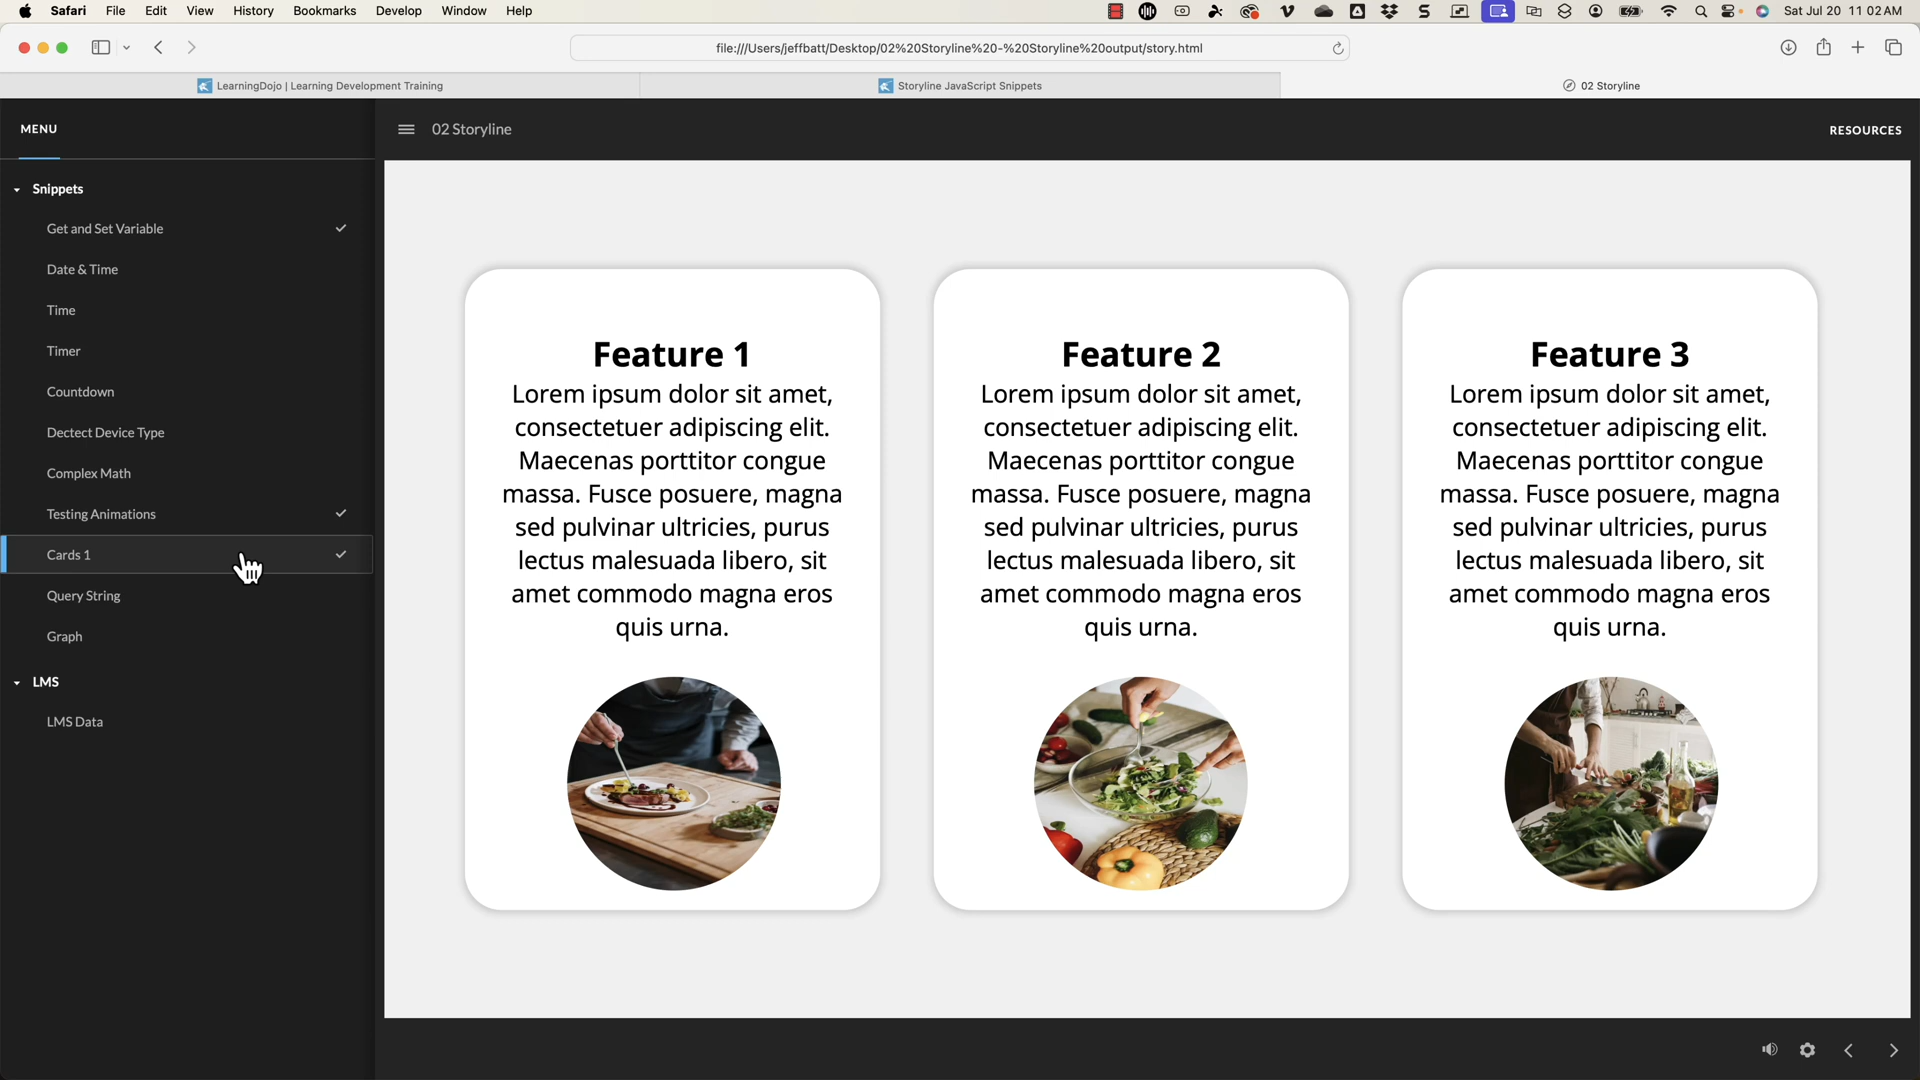 Safari File Edit View History Bookmarks Develop Window Help Sat Jul 20 11 02 AM
file:///Users/jeffbatt/Desktop/02%20Storyline%20-%20Storyline%20output/story.html
LearningDojo | Learning Development Training
Storyline JavaScript Snippets
02 Storyline
MENU
02 Storyline
RESOURCES
Snippets
Get and Set Variable
Date & Time
Time
Timer
Countdown
Dectect Device Type
Complex Math
Testing Animations
Cards 1
Query String
Graph
LMS
LMS Data
Feature 1
Lorem ipsum dolor sit amet,
consectetuer adipiscing elit.
Maecenas porttitor congue
massa. Fusce posuere, magna
sed pulvinar ultricies, purus
lectus malesuada libero, sit
amet commodo magna eros
quis urna.
Feature 2
Lorem ipsum dolor sit amet,
consectetuer adipiscing elit.
Maecenas porttitor congue
massa. Fusce posuere, magna
sed pulvinar ultricies, purus
lectus malesuada libero, sit
amet commodo magna eros
quis urna.
Feature 3
Lorem ipsum dolor sit amet,
consectetuer adipiscing elit.
Maecenas porttitor congue
massa. Fusce posuere, magna
sed pulvinar ultricies, purus
lectus malesuada libero, sit
amet commodo magna eros
quis urna.